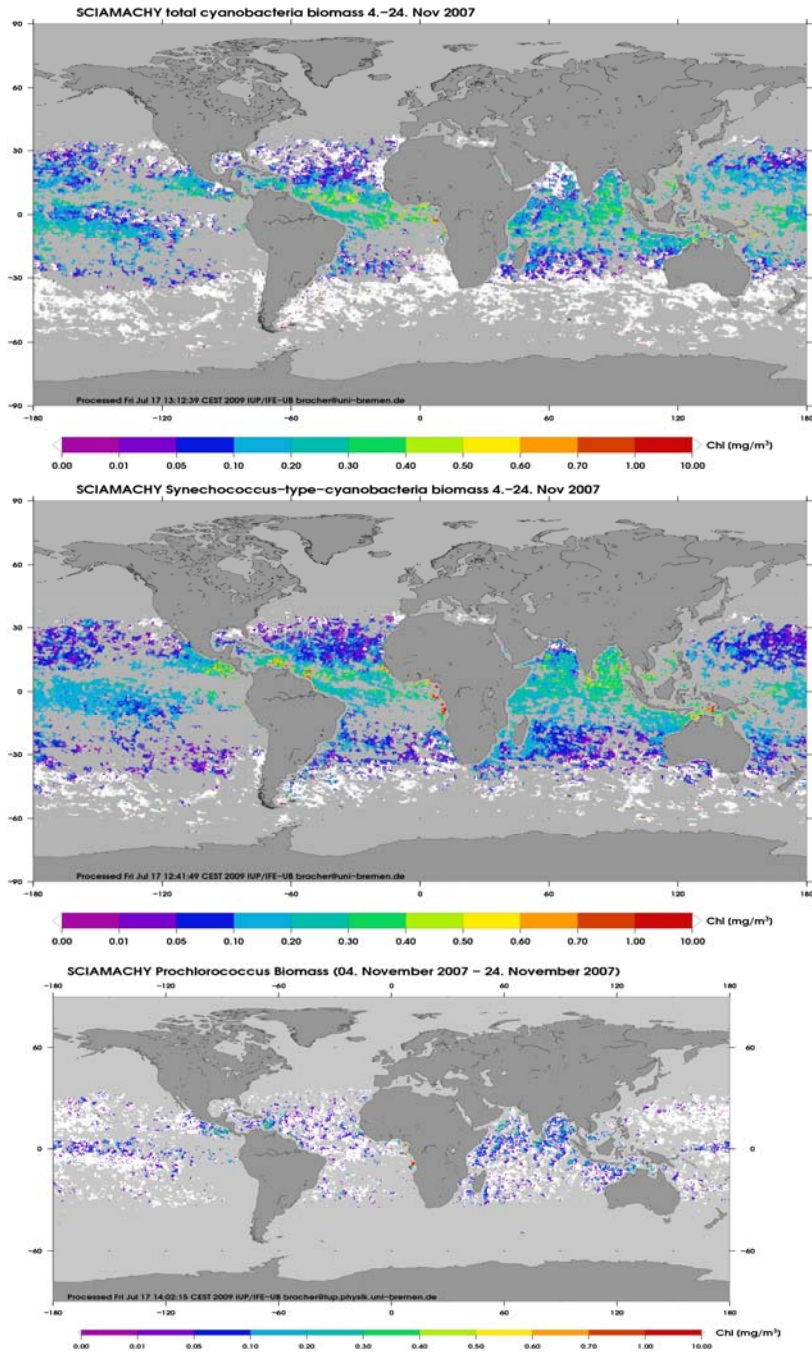 SCIAMACHY total cyanobacteria biomass 4.–24. Nov 2007
90
60
30
0
−30
−60
−90
Processed Fri Jul 17 13:12:39 CEST 2009 IUP/IFE–UB bracher@uni–bremen.de
−180 −120 −60 0 60 120 180
Chl (mg/m³)
0.00 0.01 0.05 0.10 0.20 0.30 0.40 0.50 0.60 0.70 1.00 10.00
SCIAMACHY Synechococcus–type–cyanobacteria biomass 4.–24. Nov 2007
90
60
30
0
−30
−60
−90
Processed Fri Jul 17 12:41:49 CEST 2009 IUP/IFE–UB bracher@uni–bremen.de
−180 −120 −60 0 60 120 180
Chl (mg/m³)
0.00 0.01 0.05 0.10 0.20 0.30 0.40 0.50 0.60 0.70 1.00 10.00
SCIAMACHY Prochlorococcus Biomass (04. November 2007 – 24. November 2007)
−180 −120 −60 0 60 120 180
60 60
0 0
−60 −60
Processed Fri Jul 17 14:02:15 CEST 2009 IUP/IFE–UB bracher@iup.physik.uni–bremen.de
−180 −120 −60 0 60 120 180
Chl (mg/m³)
0.00 0.01 0.05 0.10 0.20 0.30 0.40 0.50 0.60 0.70 1.00 10.00